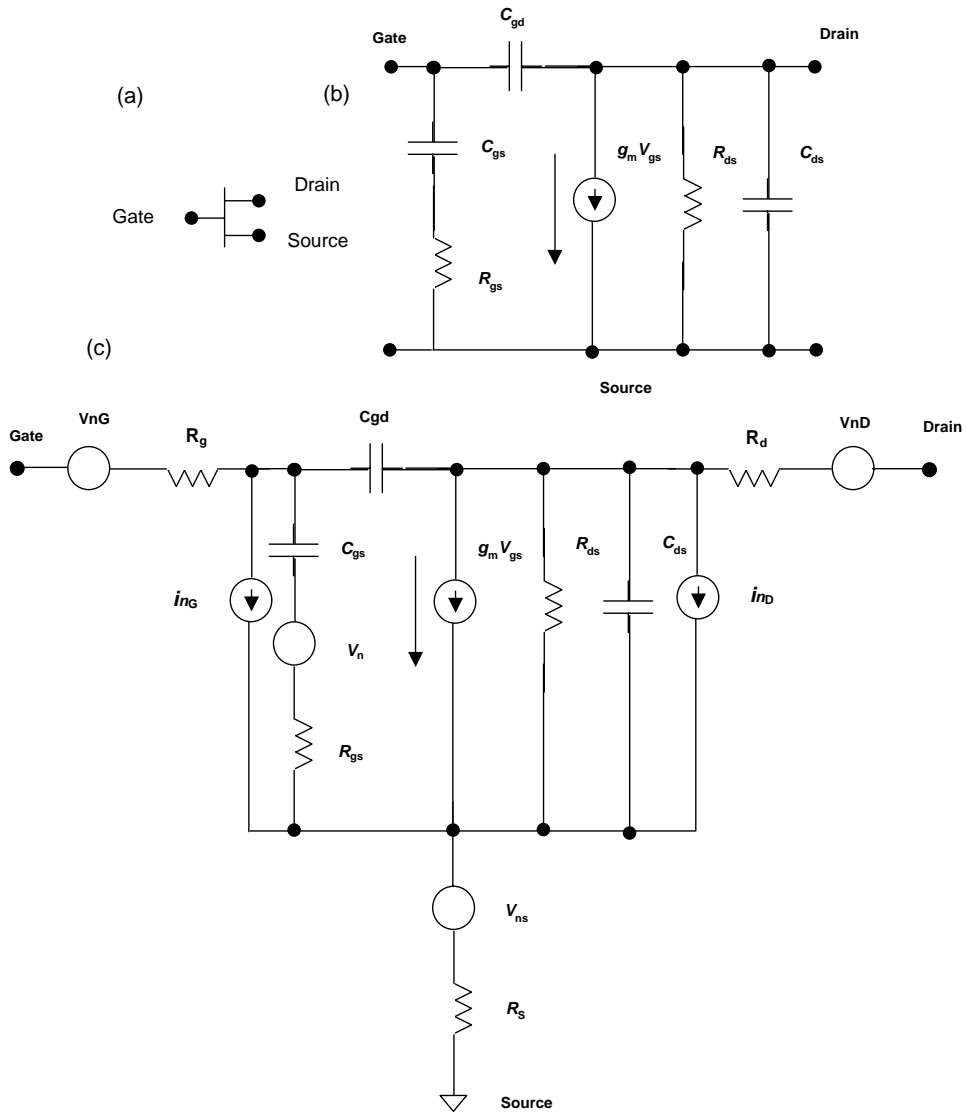 (a)
Gate
Drain
Source
(b)
Gate
Cgd
Drain
Cgs
gmVgs
Rds
Cds
Rgs
Source
(c)
Gate
VnG
Rg
Cgd
Rd
VnD
Drain
inG
Cgs
Vn
Rgs
gmVgs
Rds
Cds
inD
Vns
RS
Source